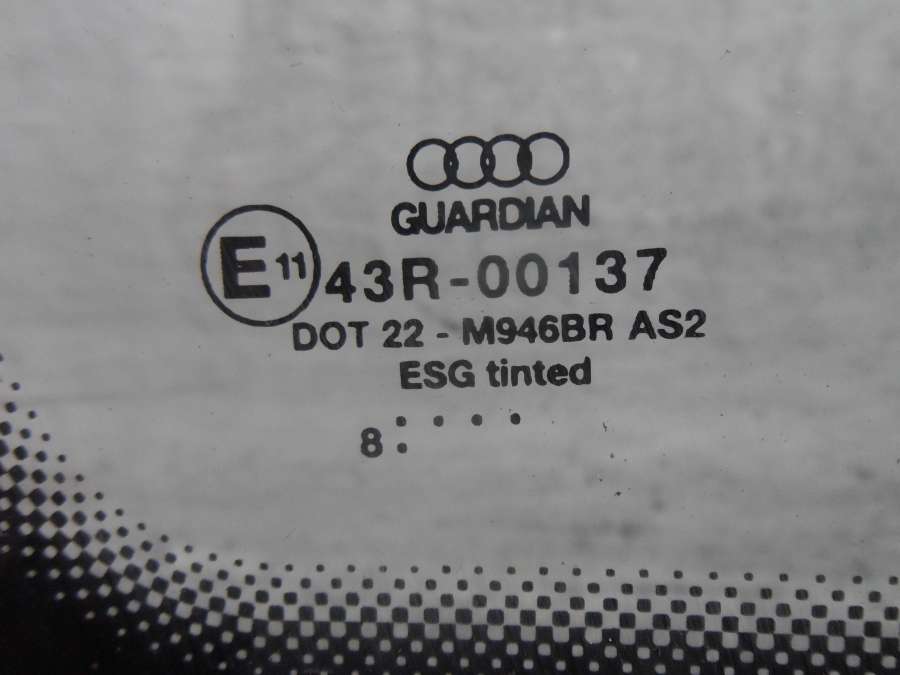 GUARDIAN
E11 43R-00137
DOT 22 - M946BR AS2
ESG tinted
8: . . . .